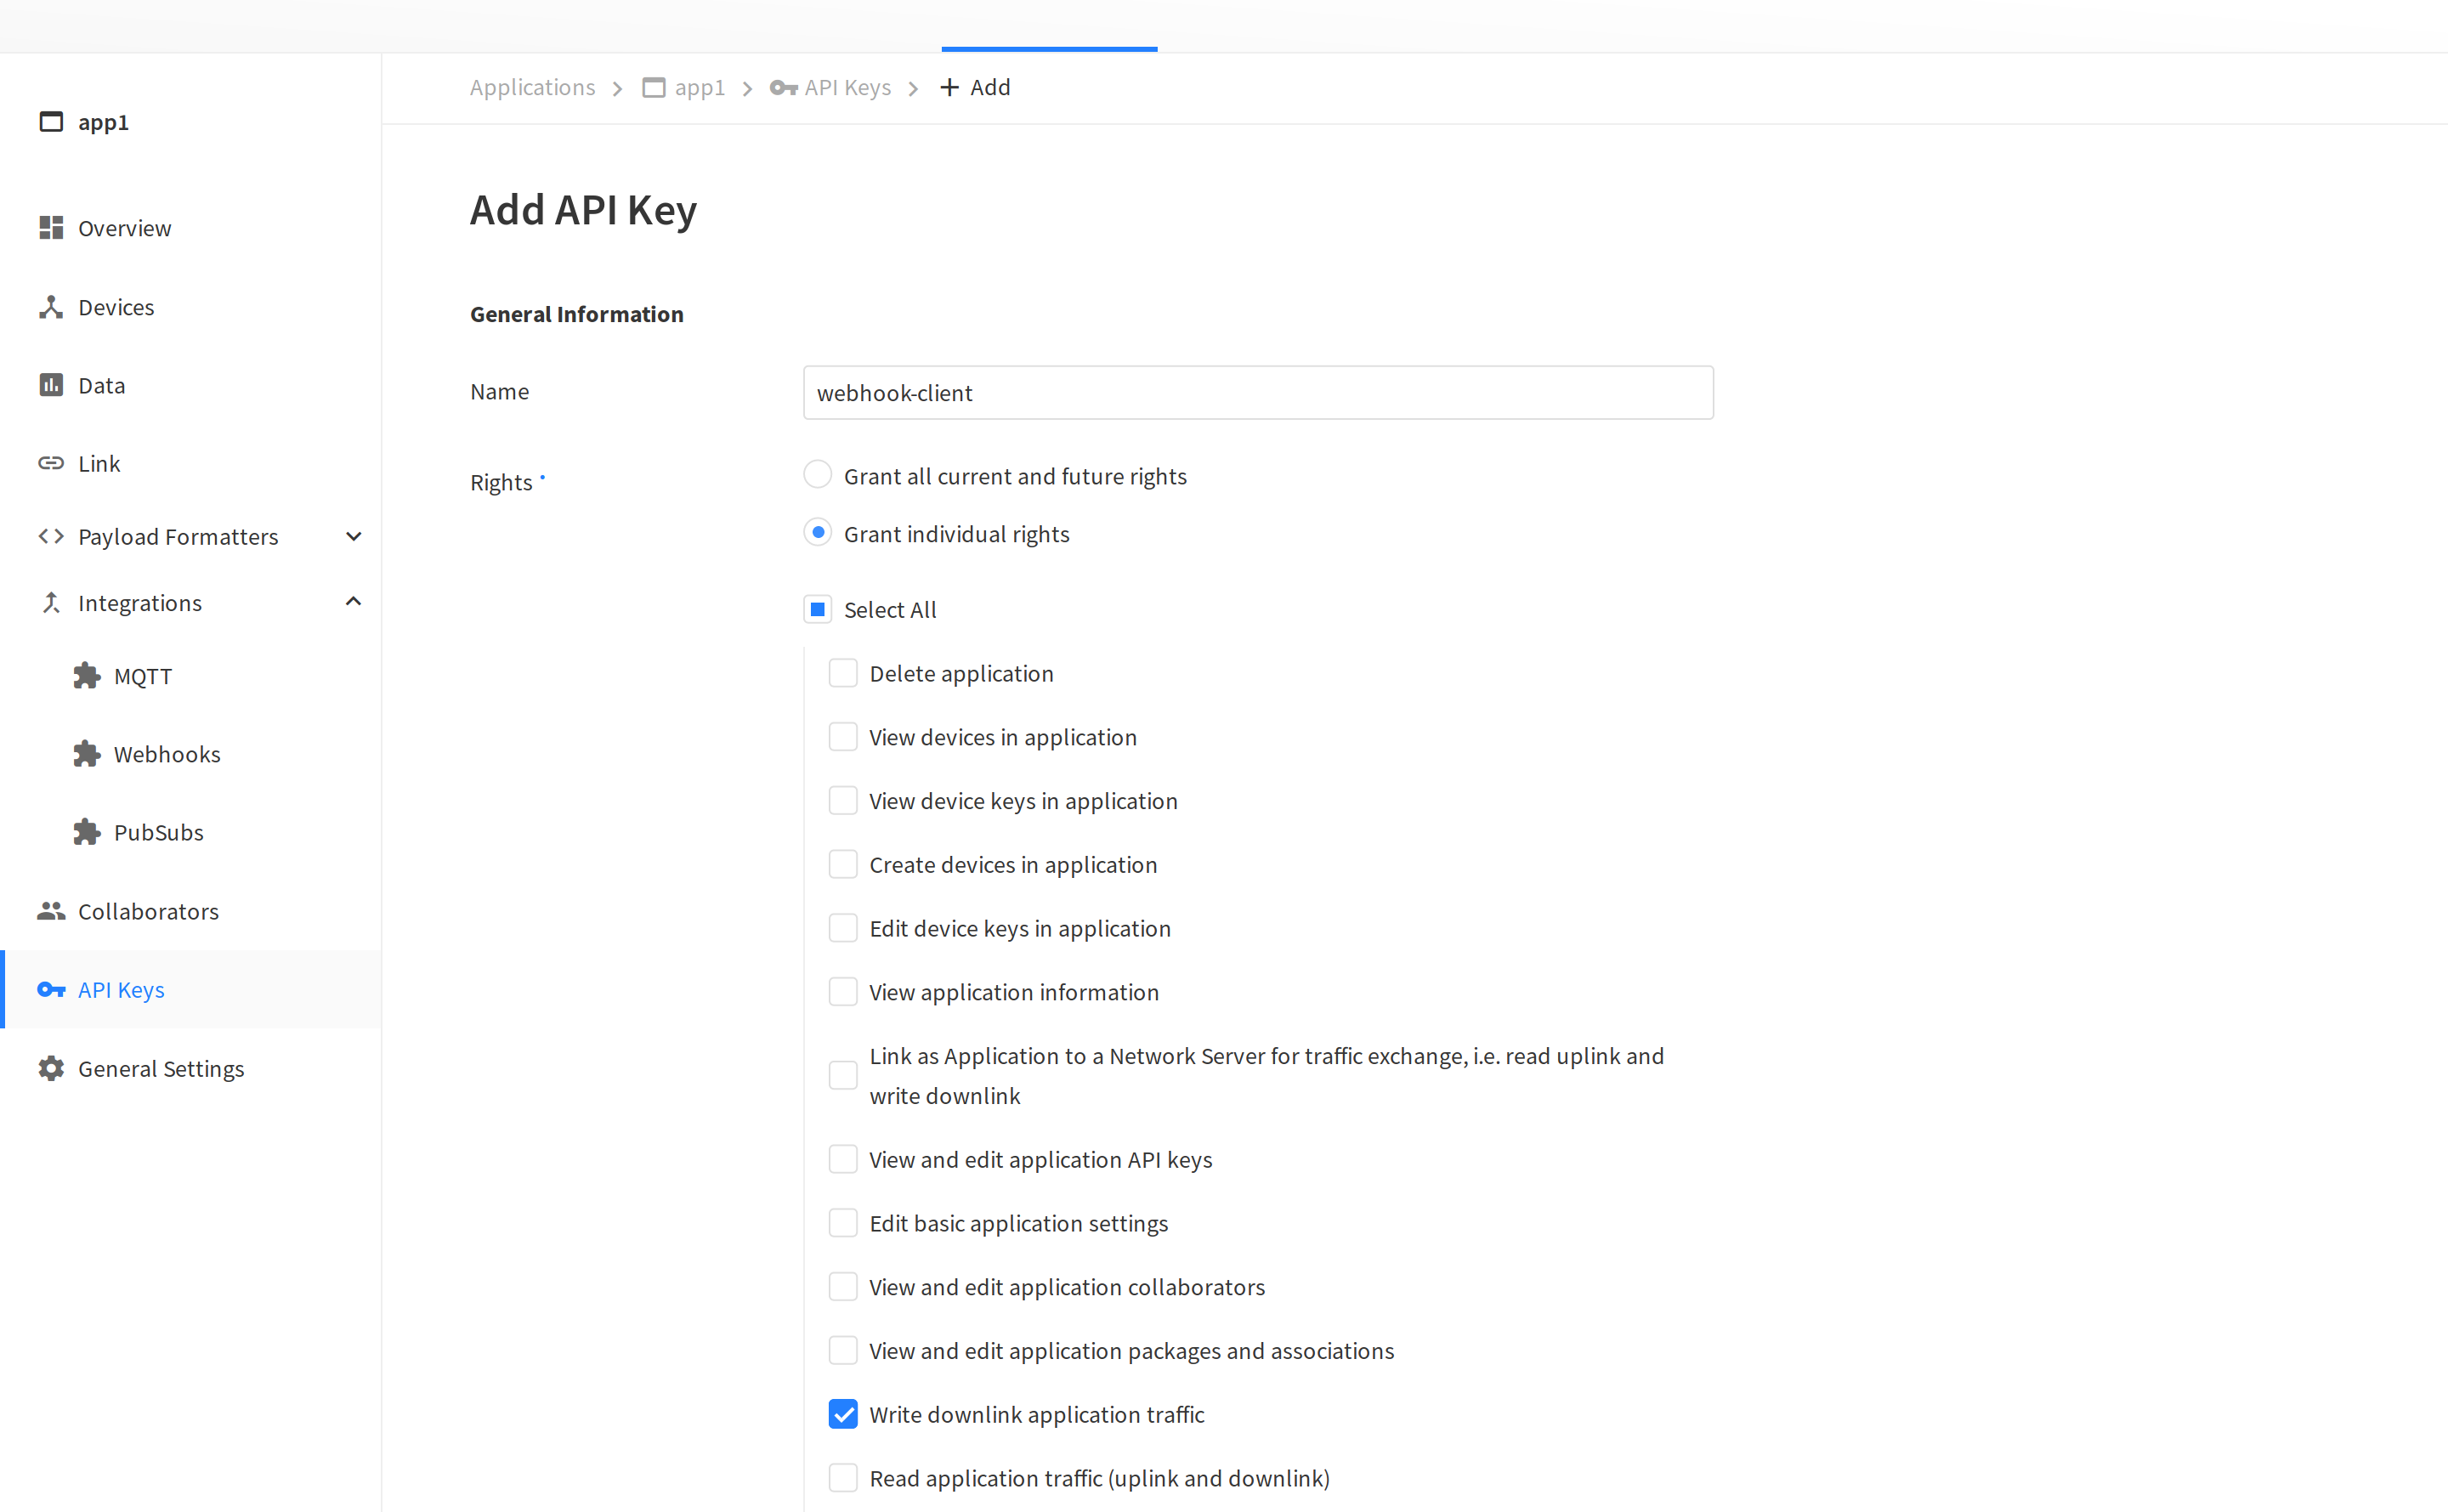 app1
Overview
Devices
Data
Link
Payload Formatters
Integrations
MQTT
Webhooks
PubSubs
Collaborators
API Keys
General Settings
Applications > app1 > API Keys > + Add
Add API Key
General Information
Name
webhook-client
Rights •
Grant all current and future rights
Grant individual rights
Select All
Delete application
View devices in application
View device keys in application
Create devices in application
Edit device keys in application
View application information
Link as Application to a Network Server for traffic exchange, i.e. read uplink and
write downlink
View and edit application API keys
Edit basic application settings
View and edit application collaborators
View and edit application packages and associations
Write downlink application traffic
Read application traffic (uplink and downlink)